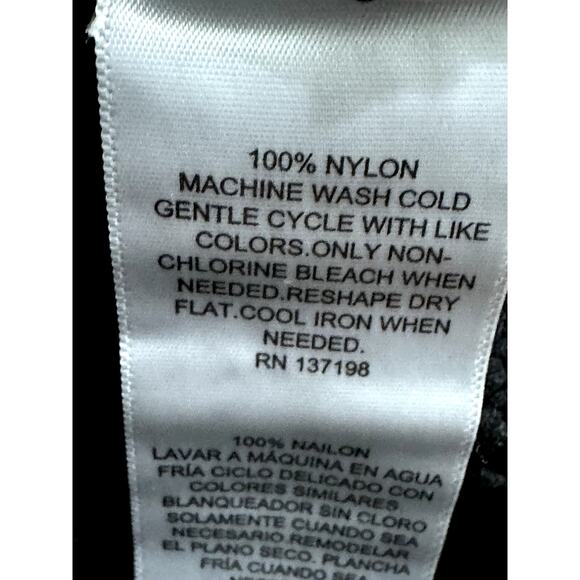 100% NYLON
MACHINE WASH COLD
GENTLE CYCLE WITH LIKE
COLORS.ONLY NON-
CHLORINE BLEACH WHEN
NEEDED.RESHAPE DRY
FLAT.COOL IRON WHEN
NEEDED.
RN 137198
100% NAILON
LAVAR A MÁQUINA EN AGUA
FRÍA CICLO DELICADO CON
COLORES SIMILARES
BLANQUEADOR SIN CLORO
SOLAMENTE CUANDO SEA
NECESARIO.REMODELAR
EL PLANO SECO. PLANCHA
FRÍA CUANDO SEA